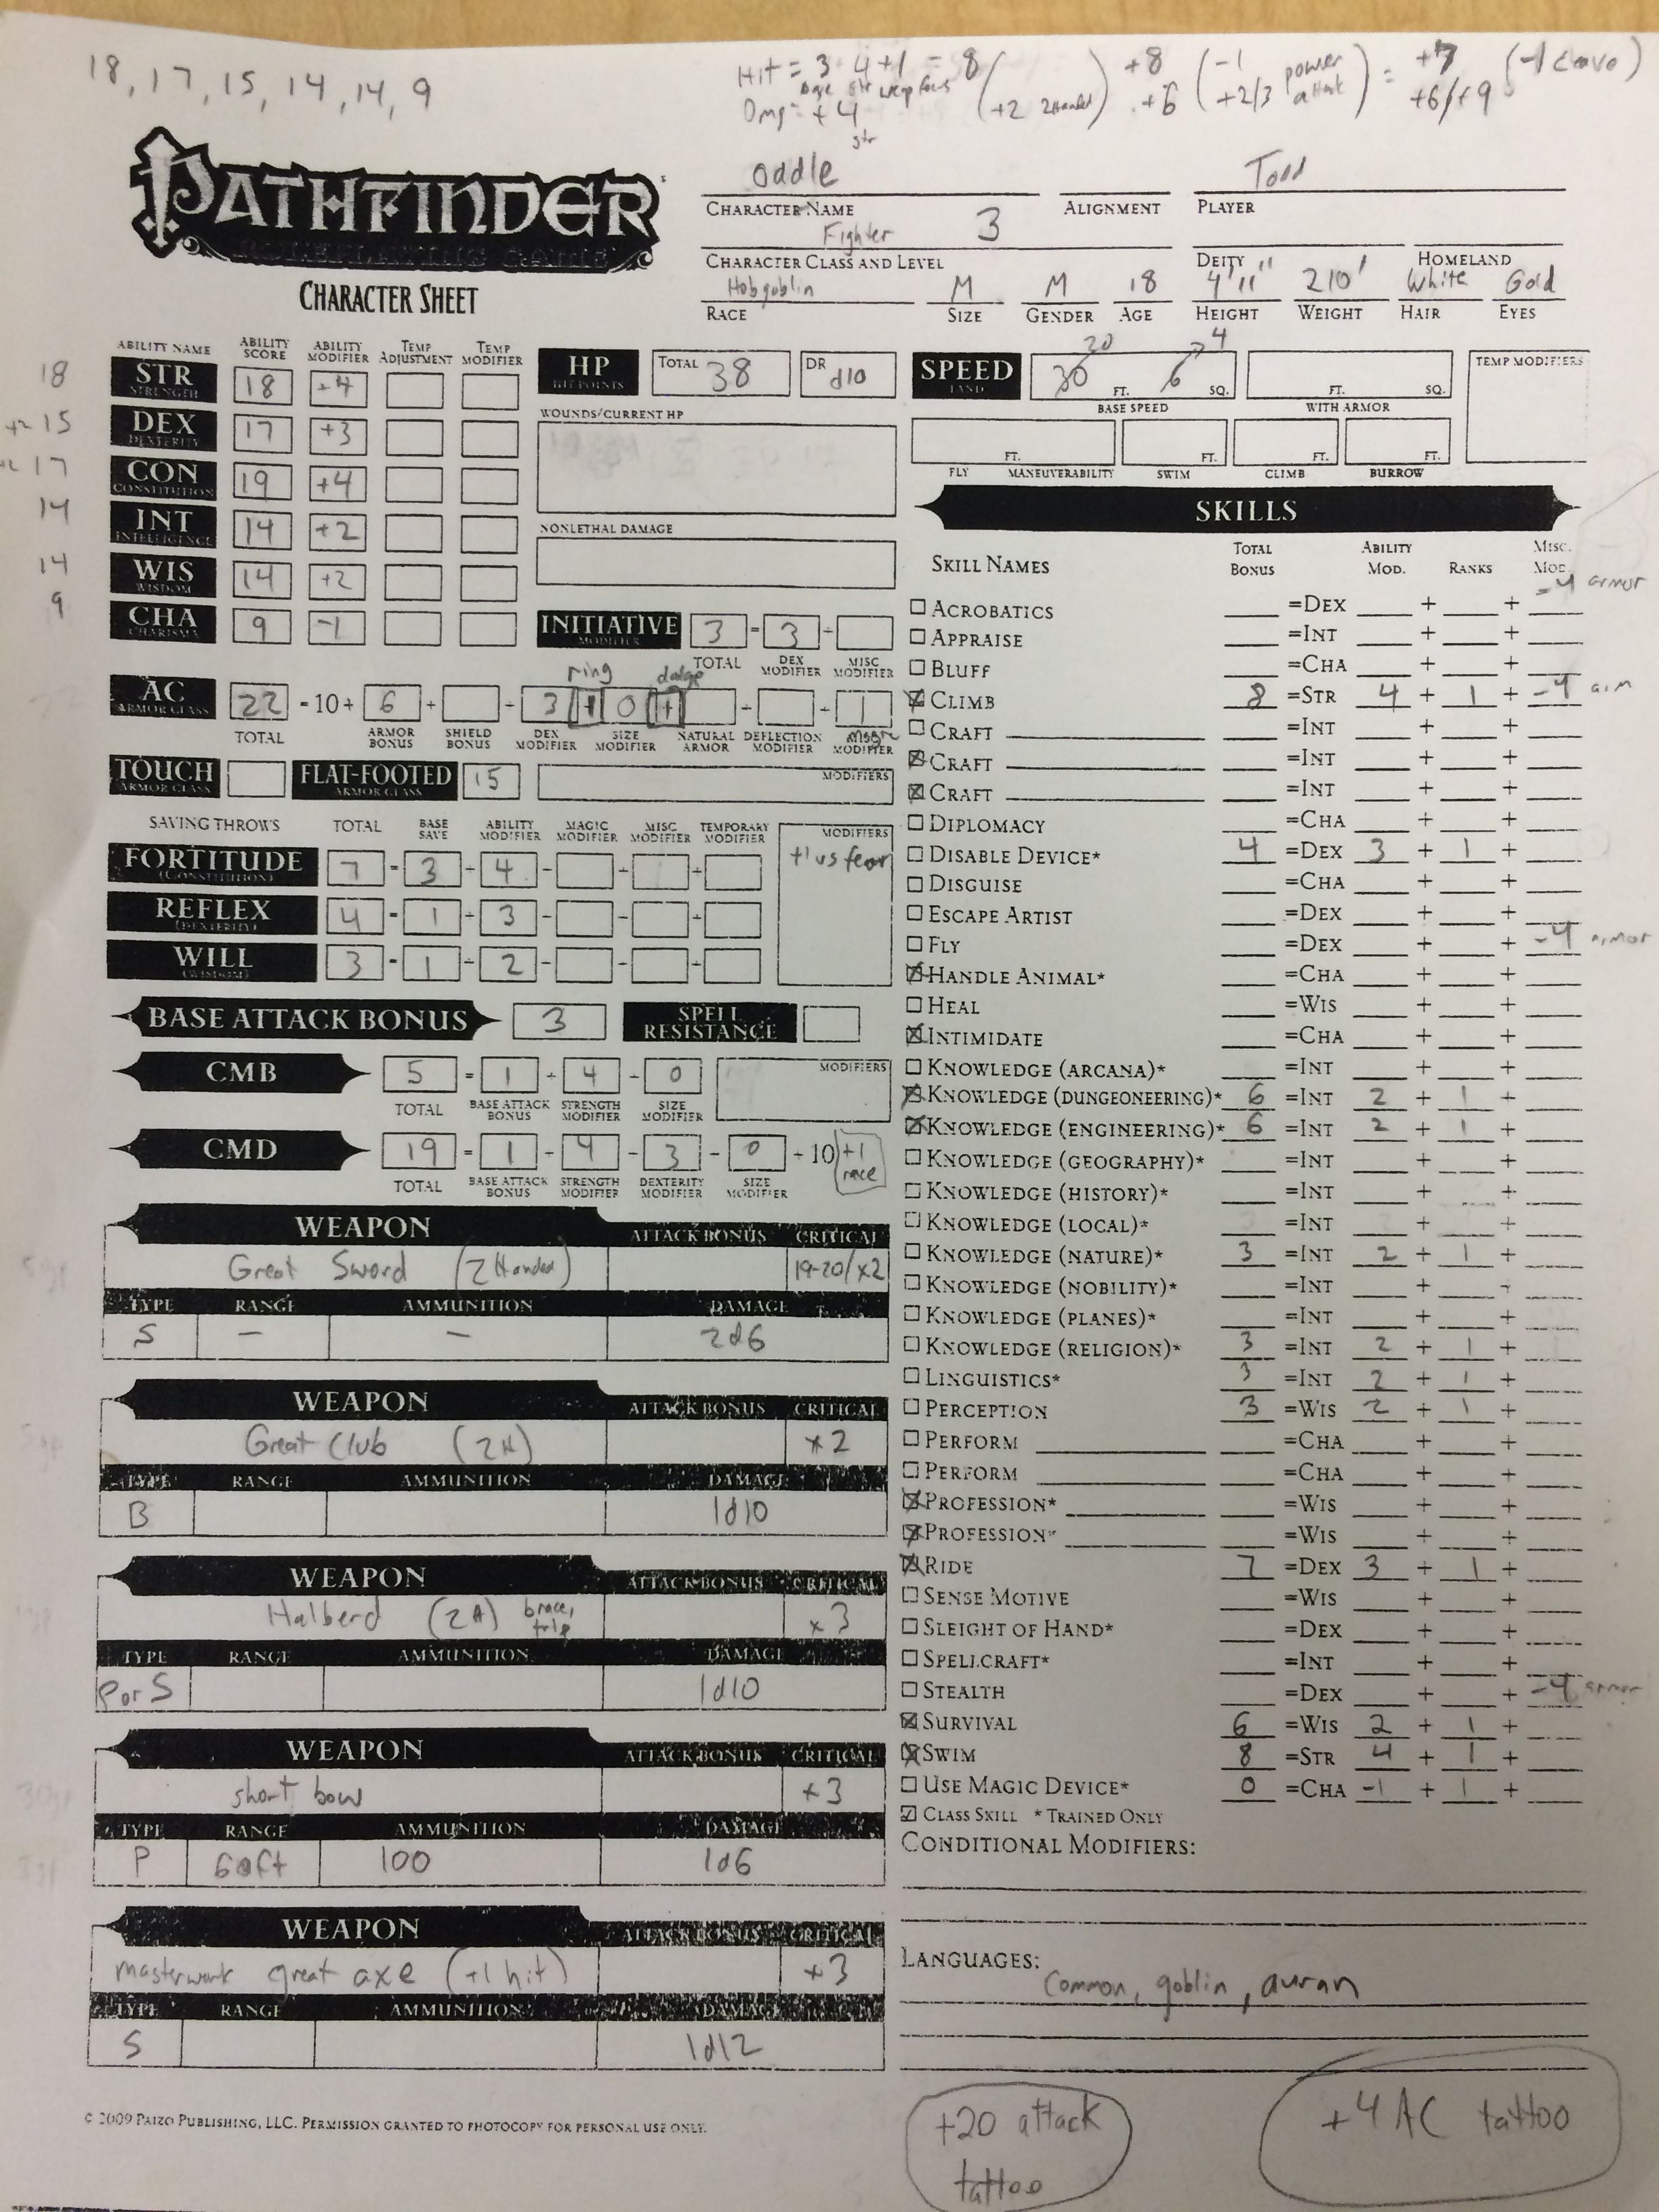 18, 17, 15, 14, 14, 9
Hit = 3 4 + 1 = 8 ( +8 ( -1 power = +7 (-1 cleave)
str weap focus
Dmg = +4 +2 2Handed) +6 +2/3 attack) +6/+9
str
PATHFINDER
ROLEPLAYING GAME
CHARACTER SHEET
Oddle Todd
CHARACTER NAME ALIGNMENT PLAYER
Fighter 3
CHARACTER CLASS AND LEVEL DEITY HOMELAND
Hobgoblin M M 18 4'11" 210' White Gold
RACE SIZE GENDER AGE HEIGHT WEIGHT HAIR EYES
ABILITY NAME ABILITY SCORE ABILITY MODIFIER TEMP ADJUSTMENT TEMP MODIFIER
18 STR STRENGTH 18 +4
+2 15 DEX DEXTERITY 17 +3
+2 17 CON CONSTITUTION 19 +4
14 INT INTELLIGENCE 14 +2
14 WIS WISDOM 14 +2
9 CHA CHARISMA 9 -1
HP HIT POINTS TOTAL 38 DR d10
WOUNDS/CURRENT HP
NONLETHAL DAMAGE
INITIATIVE MODIFIER 3 = 3 +
TOTAL DEX MODIFIER MISC MODIFIER
20 4
SPEED LAND 30 FT. 6 SQ. FT. SQ. TEMP MODIFIERS
BASE SPEED WITH ARMOR
FT. FT. FT. FT.
FLY MANEUVERABILITY SWIM CLIMB BURROW
ring dodge
AC ARMOR CLASS 22 = 10 + 6 + + 3 + 0 + + + 1
TOTAL ARMOR BONUS SHIELD BONUS DEX MODIFIER SIZE MODIFIER NATURAL ARMOR DEFLECTION MODIFIER MISC MODIFIER
TOUCH ARMOR CLASS FLAT-FOOTED ARMOR CLASS 15 MODIFIERS
SAVING THROWS TOTAL BASE SAVE ABILITY MODIFIER MAGIC MODIFIER MISC MODIFIER TEMPORARY MODIFIER MODIFIERS
+1 vs fear
FORTITUDE (CONSTITUTION) 7 = 3 + 4 + + +
REFLEX (DEXTERITY) 4 = 1 + 3 + + +
WILL (WISDOM) 3 = 1 + 2 + + +
BASE ATTACK BONUS 3 SPELL RESISTANCE
CMB 5 = 1 + 4 + 0 MODIFIERS
TOTAL BASE ATTACK BONUS STRENGTH MODIFIER SIZE MODIFIER
CMD 19 = 1 + 4 + 3 + 0 + 10 +1 race
TOTAL BASE ATTACK BONUS STRENGTH MODIFIER DEXTERITY MODIFIER SIZE MODIFIER
WEAPON ATTACK BONUS CRITICAL
Great Sword (2 Handed) 19-20/x2
TYPE RANGE AMMUNITION DAMAGE
S - - 2d6
WEAPON ATTACK BONUS CRITICAL
Great Club (2H) x2
TYPE RANGE AMMUNITION DAMAGE
B 1d10
WEAPON ATTACK BONUS CRITICAL
Halberd (2H) brace, trip x3
TYPE RANGE AMMUNITION DAMAGE
P or S 1d10
WEAPON ATTACK BONUS CRITICAL
short bow x3
TYPE RANGE AMMUNITION DAMAGE
P 60ft 100 1d6
WEAPON ATTACK BONUS CRITICAL
masterwork great axe (+1 hit) x3
TYPE RANGE AMMUNITION DAMAGE
S 1d12
SKILLS
SKILL NAMES TOTAL BONUS ABILITY MOD. RANKS MISC. MOD.
ACROBATICS =DEX + + -4 armor
APPRAISE =INT + +
BLUFF =CHA + +
CLIMB 8 =STR 4 + 1 + -4 arm
CRAFT =INT + +
CRAFT =INT + +
CRAFT =INT + +
DIPLOMACY =CHA + +
DISABLE DEVICE* 4 =DEX 3 + 1 +
DISGUISE =CHA + +
ESCAPE ARTIST =DEX + +
FLY =DEX + + -4 armor
HANDLE ANIMAL* =CHA + +
HEAL =WIS + +
INTIMIDATE =CHA + +
KNOWLEDGE (ARCANA)* =INT + +
KNOWLEDGE (DUNGEONEERING)* 6 =INT 2 + 1 +
KNOWLEDGE (ENGINEERING)* 6 =INT 2 + 1 +
KNOWLEDGE (GEOGRAPHY)* =INT + +
KNOWLEDGE (HISTORY)* =INT + +
KNOWLEDGE (LOCAL)* =INT + +
KNOWLEDGE (NATURE)* 3 =INT 2 + 1 +
KNOWLEDGE (NOBILITY)* =INT + +
KNOWLEDGE (PLANES)* =INT + +
KNOWLEDGE (RELIGION)* 3 =INT 2 + 1 +
LINGUISTICS* 3 =INT 2 + 1 +
PERCEPTION 3 =WIS 2 + 1 +
PERFORM =CHA + +
PERFORM =CHA + +
PROFESSION* =WIS + +
PROFESSION* =WIS + +
RIDE 7 =DEX 3 + 1 +
SENSE MOTIVE =WIS + +
SLEIGHT OF HAND* =DEX + +
SPELLCRAFT* =INT + +
STEALTH =DEX + + -4 armor
SURVIVAL 6 =WIS 2 + 1 +
SWIM 8 =STR 4 + 1 +
USE MAGIC DEVICE* 0 =CHA -1 + 1 +
CLASS SKILL * TRAINED ONLY
CONDITIONAL MODIFIERS:
LANGUAGES:
Common, goblin, auran
© 2009 PAIZO PUBLISHING, LLC. PERMISSION GRANTED TO PHOTOCOPY FOR PERSONAL USE ONLY.
+20 attack
tattoo
+4 AC tattoo